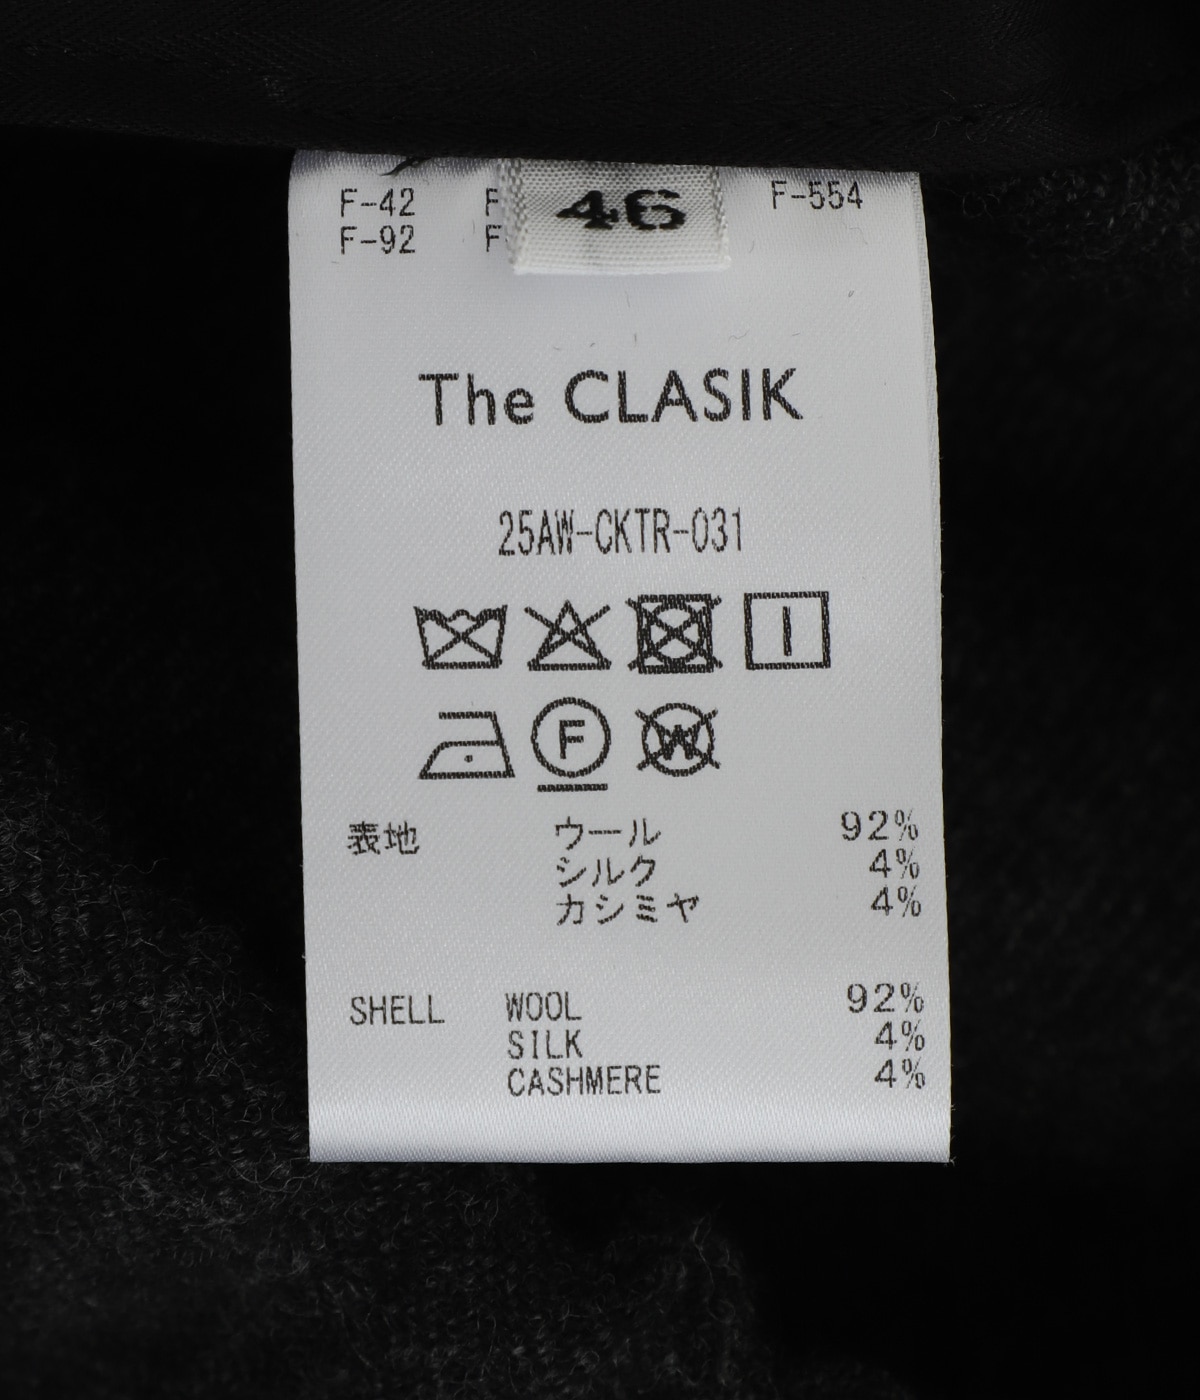 F-42 46 F-554
F-92
The CLASIK
25AW-CKTR-031
F W
表地 ウール 92%
シルク 4%
カシミヤ 4%
SHELL WOOL 92%
SILK 4%
CASHMERE 4%